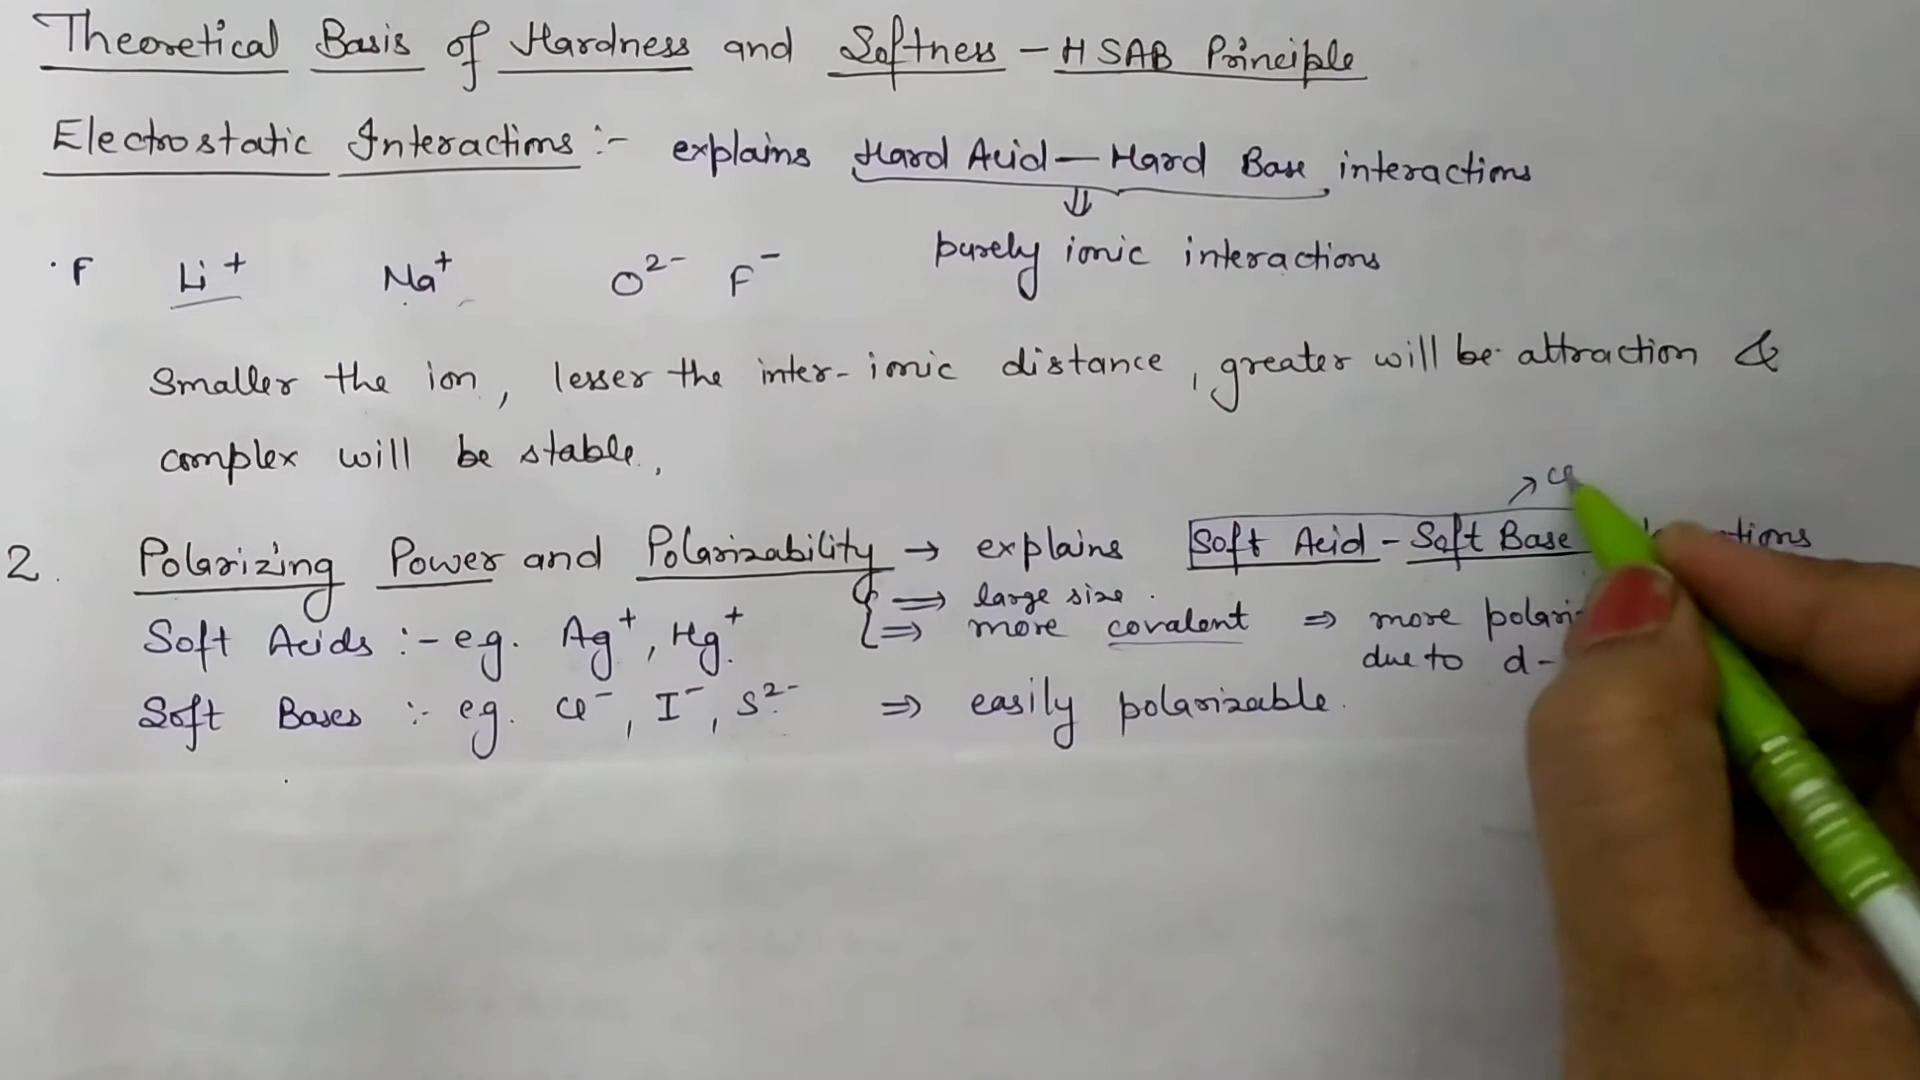 Theoretical Basis of Hardness and Softness - HSAB Principle
Electrostatic Interactions :- explains Hard Acid - Hard Base interactions
⇓
· F Li⁺ Na⁺ O²⁻ F⁻ purely ionic interactions
Smaller the ion, lesser the inter-ionic distance, greater will be attraction &
complex will be stable.
↗
2. Polarizing Power and Polarizability → explains Soft Acid - Soft Base
⇒ large size.
Soft Acids :- eg. Ag⁺, Hg⁺ ⇒ more covalent ⇒ more
due to d-
Soft Bases :- eg. Cl⁻, I⁻, S²⁻ ⇒ easily polarizable.